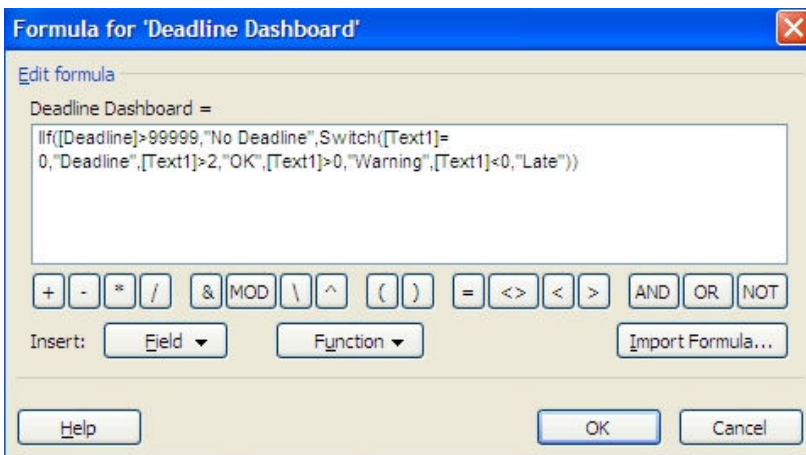 Formula for 'Deadline Dashboard'
Edit formula
Deadline Dashboard =
IIf([Deadline]>99999,"No Deadline",Switch([Text1]=
0,"Deadline",[Text1]>2,"OK",[Text1]>0,"Warning",[Text1]<0,"Late"))
+ - * / & MOD \ ^ ( ) = <> < > AND OR NOT
Insert: Field Function Import Formula...
Help OK Cancel